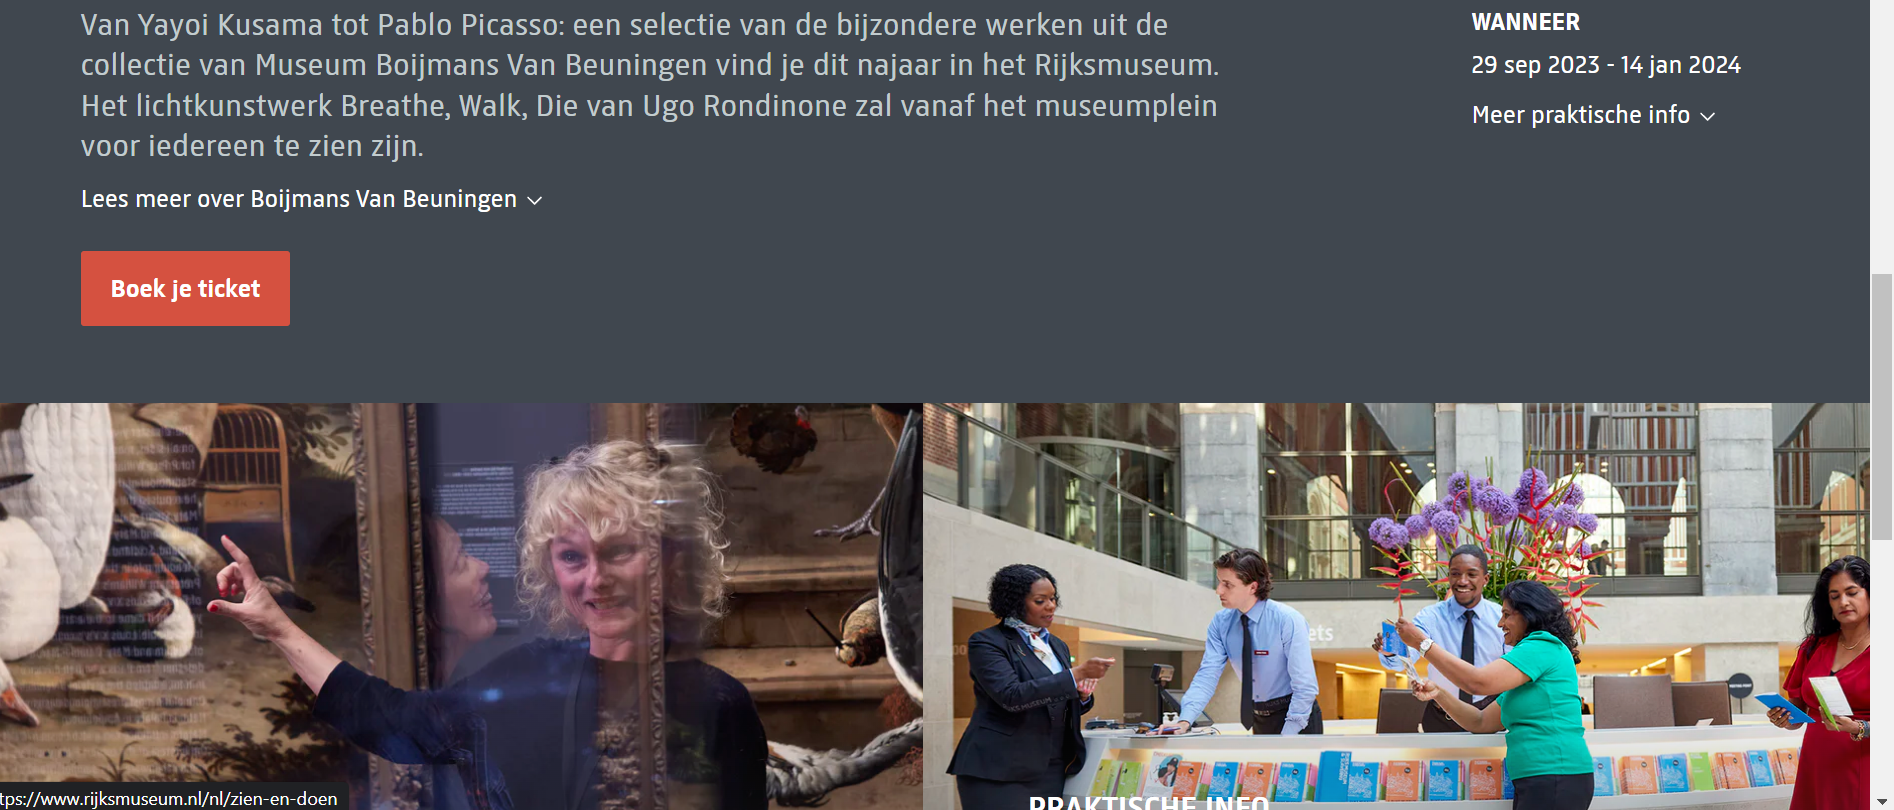 Van Yayoi Kusama tot Pablo Picasso: een selectie van de bijzondere werken uit de
collectie van Museum Boijmans Van Beuningen vind je dit najaar in het Rijksmuseum.
Het lichtkunstwerk Breathe, Walk, Die van Ugo Rondinone zal vanaf het museumplein
voor iedereen te zien zijn.
Lees meer over Boijmans Van Beuningen
Boek je ticket
WANNEER
29 sep 2023 - 14 jan 2024
Meer praktische info
ets
PRAKTISCHE INFO
tps://www.rijksmuseum.nl/nl/zien-en-doen